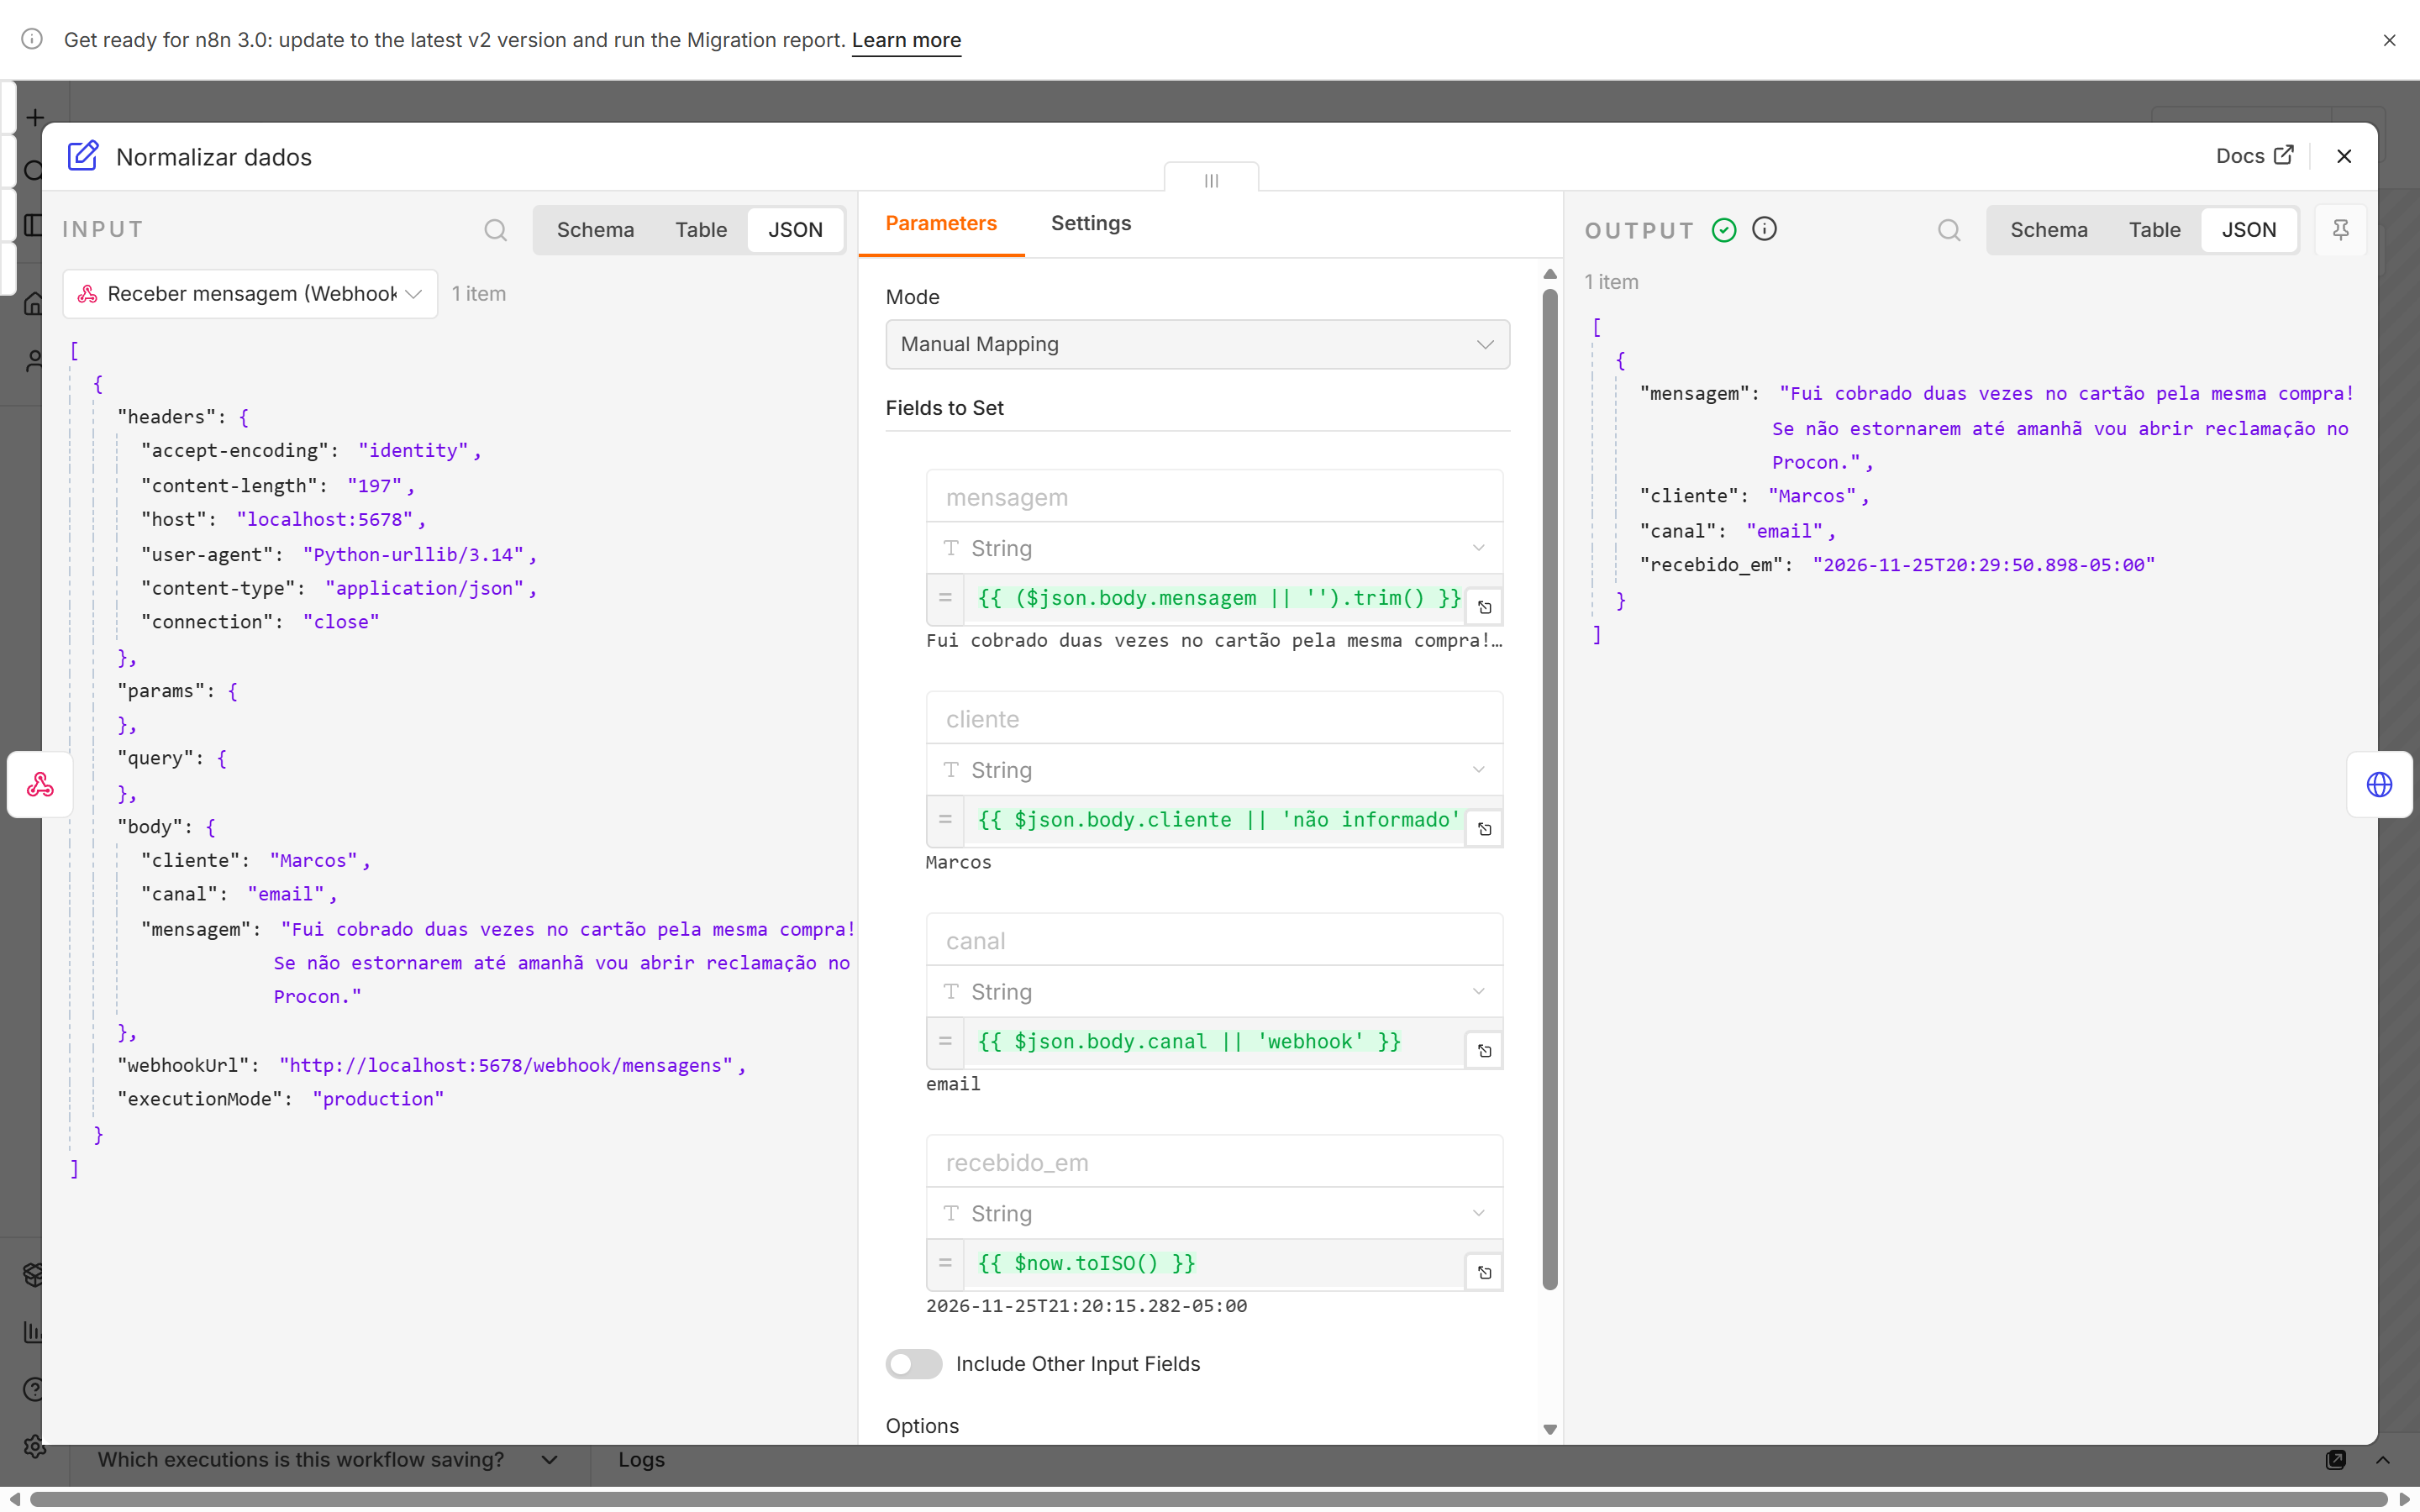 Get ready for n8n 3.0: update to the latest v2 version and run the Migration report. Learn more
Normalizar dados
Docs
INPUT
Schema
Table
JSON
Receber mensagem (Webhook
1 item
[
{
"headers": {
"accept-encoding": "identity",
"content-length": "197",
"host": "localhost:5678",
"user-agent": "Python-urllib/3.14",
"content-type": "application/json",
"connection": "close"
},
"params": {
},
"query": {
},
"body": {
"cliente": "Marcos",
"canal": "email",
"mensagem": "Fui cobrado duas vezes no cartão pela mesma compra!
Se não estornarem até amanhã vou abrir reclamação no
Procon."
},
"webhookUrl": "http://localhost:5678/webhook/mensagens",
"executionMode": "production"
}
]
Parameters
Settings
Mode
Manual Mapping
Fields to Set
mensagem
T String
= {{ ($json.body.mensagem || '').trim() }}
Fui cobrado duas vezes no cartão pela mesma compra!…
cliente
T String
= {{ $json.body.cliente || 'não informado'
Marcos
canal
T String
= {{ $json.body.canal || 'webhook' }}
email
recebido_em
T String
= {{ $now.toISO() }}
2026-11-25T21:20:15.282-05:00
Include Other Input Fields
Options
OUTPUT
Schema
Table
JSON
1 item
[
{
"mensagem": "Fui cobrado duas vezes no cartão pela mesma compra!
Se não estornarem até amanhã vou abrir reclamação no
Procon.",
"cliente": "Marcos",
"canal": "email",
"recebido_em": "2026-11-25T20:29:50.898-05:00"
}
]
Which executions is this workflow saving?
Logs